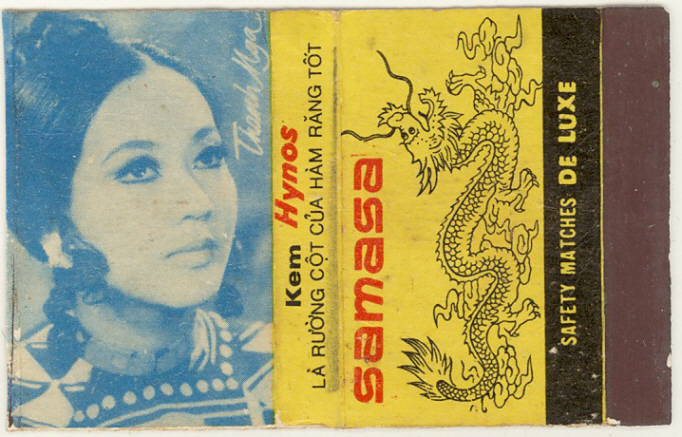 Thanh Nga
Kem Hynos
LÀ RƯỜNG CỘT CỦA HÀM RĂNG TỐT
samasa
SAFETY MATCHES DE LUXE